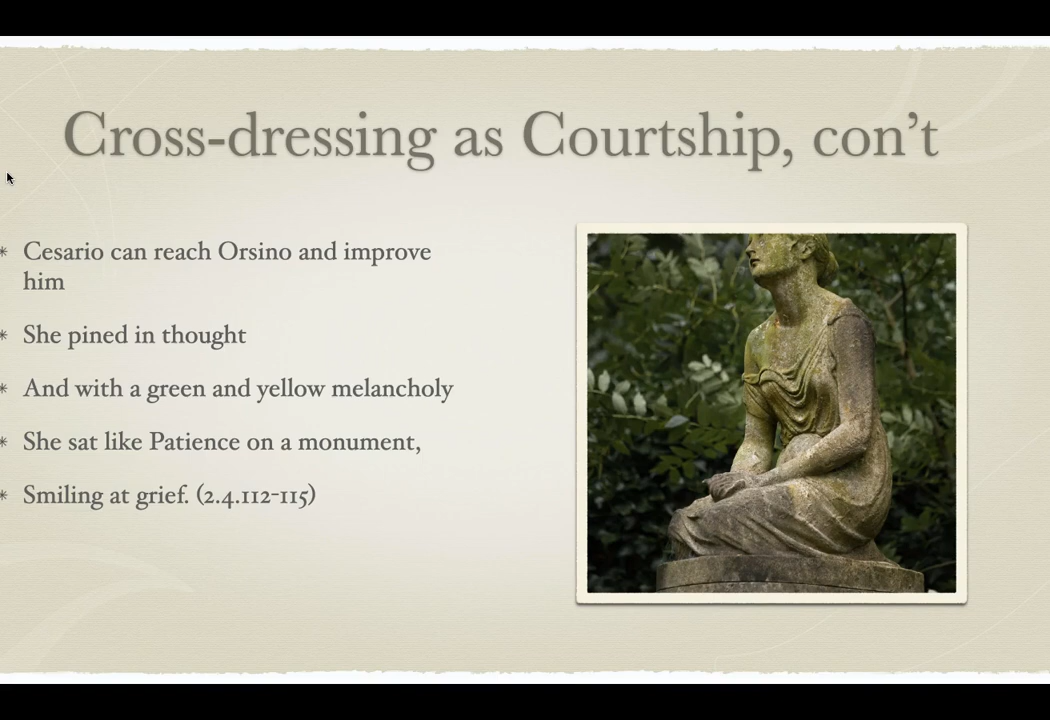 Cross-dressing as Courtship, con’t
* Cesario can reach Orsino and improve
him
* She pined in thought
* And with a green and yellow melancholy
* She sat like Patience on a monument,
* Smiling at grief. (2.4.112-115)